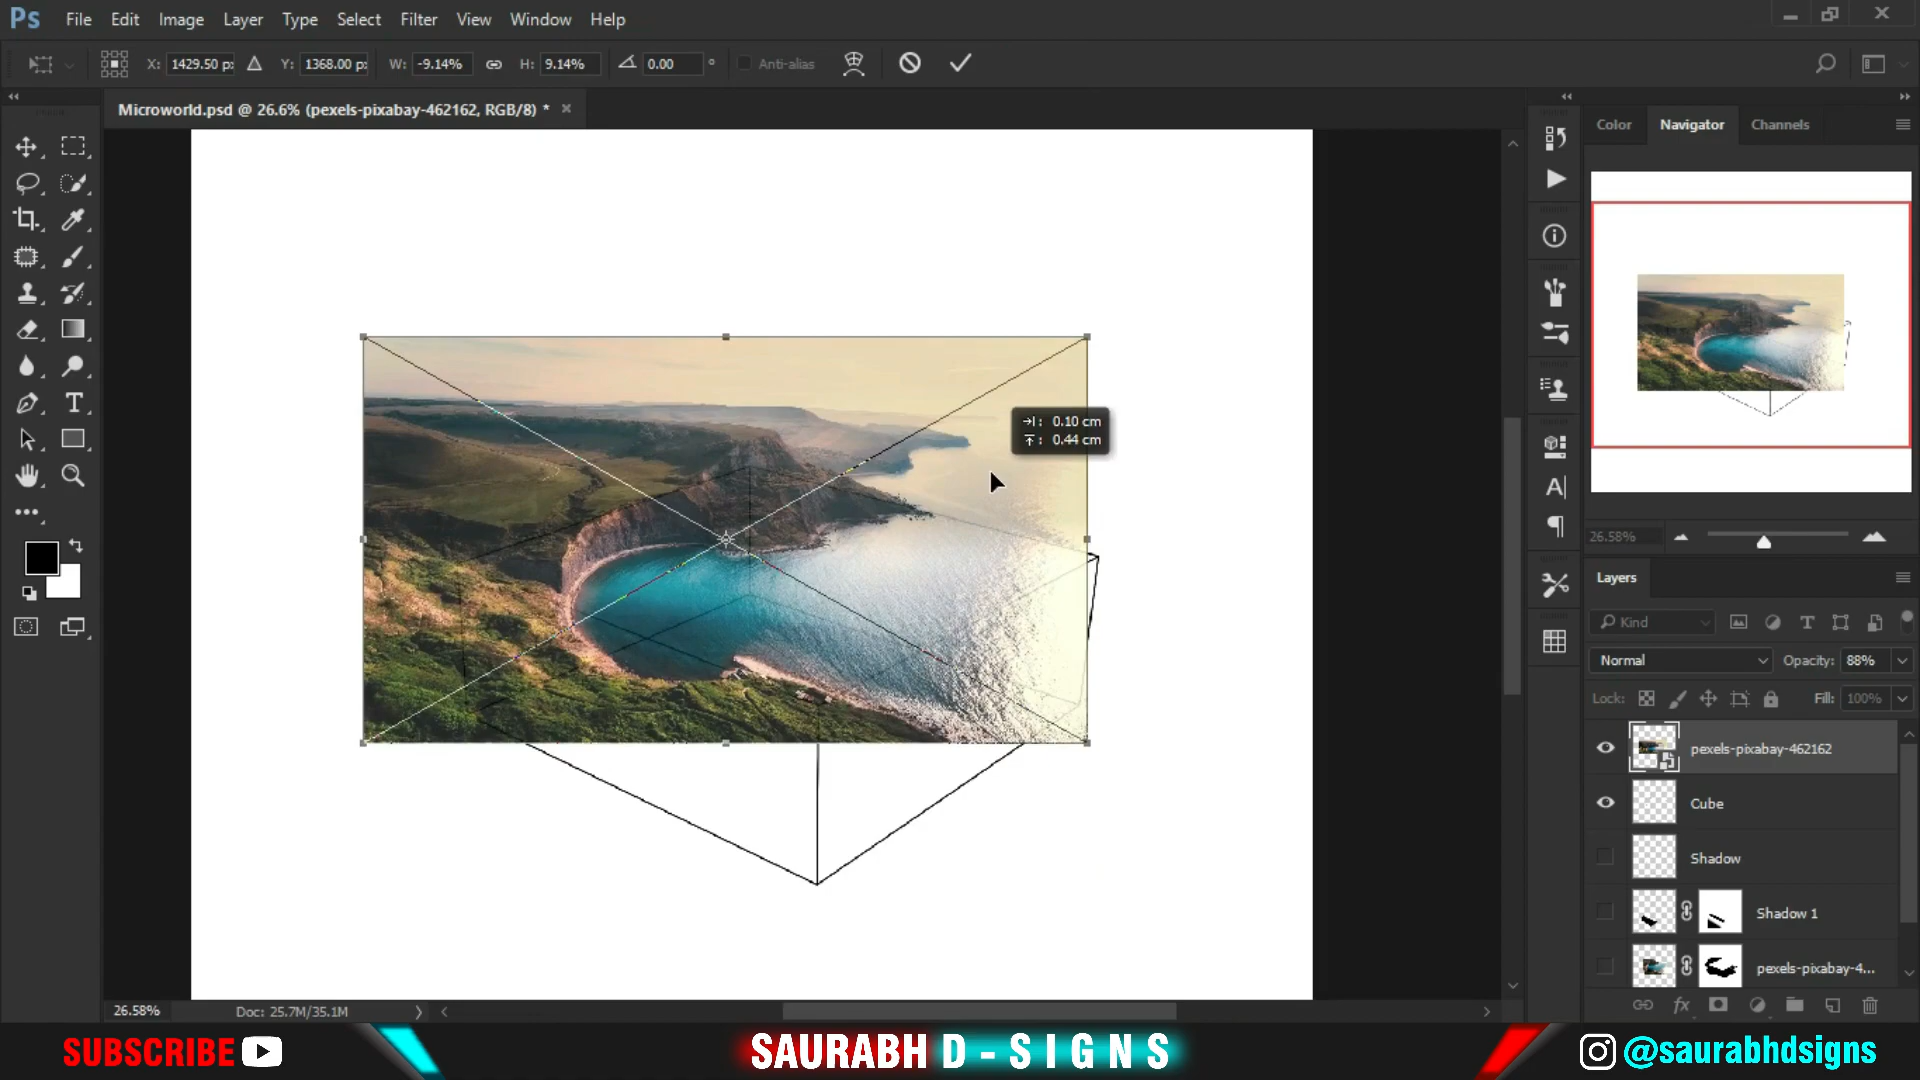 Ps File Edit Image Layer Type Select Filter View Window Help
X: 1429.50 p: Y: 1368.00 p: W: -9.14% H: 9.14% 0.00 ° Anti-alias
Microworld.psd @ 26.6% (pexels-pixabay-462162, RGB/8) *
Color Navigator Channels
0.10 cm
0.44 cm
26.58%
Layers
Kind
Normal Opacity: 88%
Lock: Fill: 100%
pexels-pixabay-462162
Cube
Shadow
Shadow 1
pexels-pixabay-4...
26.58% Doc: 25.7M/35.1M
SUBSCRIBE SAURABH D-SIGNS @saurabhdsigns